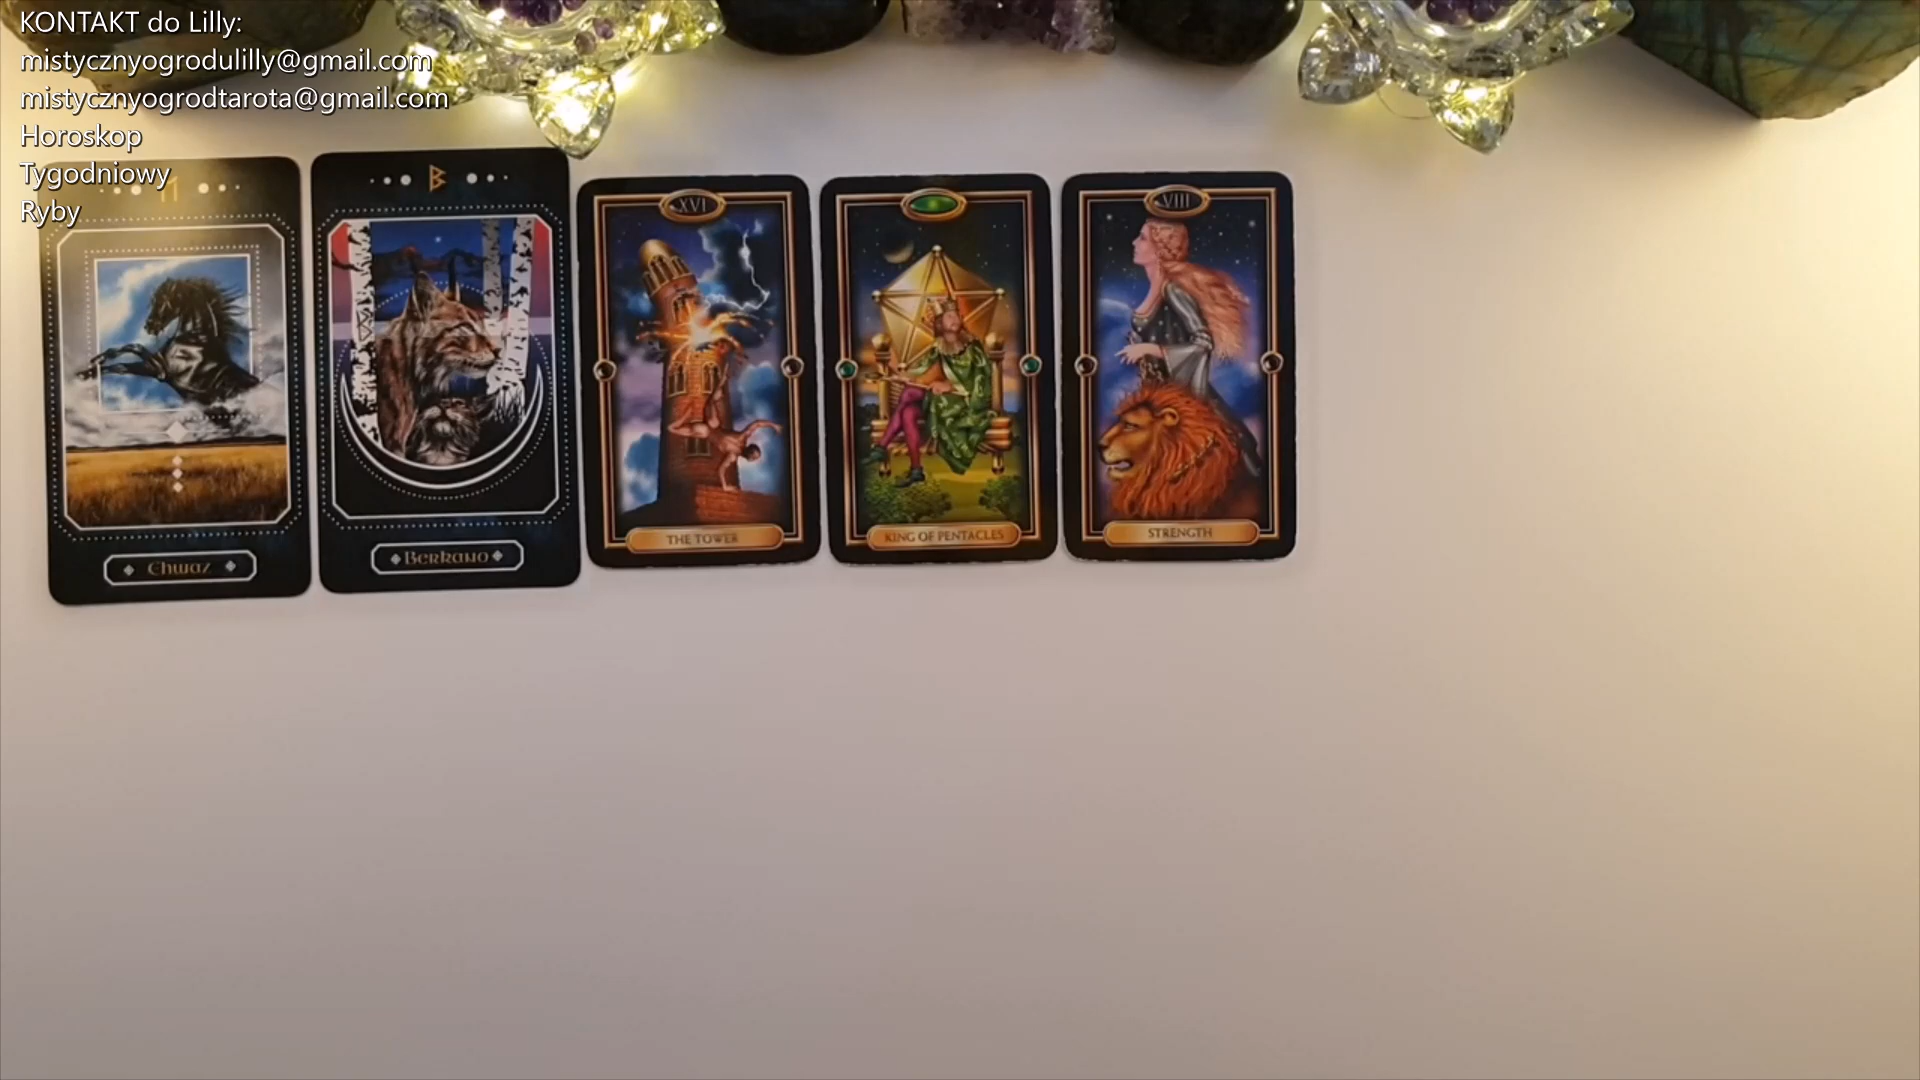 KONTAKT do Lilly:
mistycznyogrodulilly@gmail.com
mistycznyogrodtarota@gmail.com
Horoskop
Tygodniowy
Ryby
XVI
VIII
Ehwaz
Berkano
THE TOWER
KING OF PENTACLES
STRENGTH